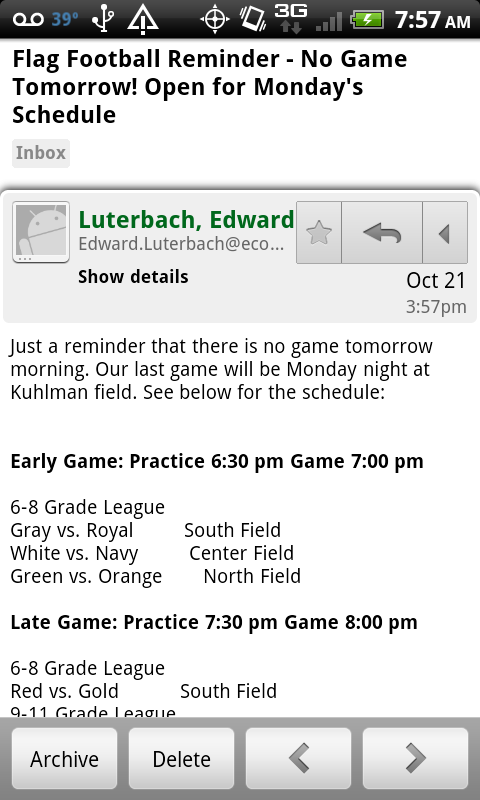 39° 3G 7:57 AM
Flag Football Reminder - No Game
Tomorrow! Open for Monday's
Schedule
Inbox
Luterbach, Edward
Edward.Luterbach@eco...
Show details
Oct 21
3:57pm
Just a reminder that there is no game tomorrow
morning. Our last game will be Monday night at
Kuhlman field. See below for the schedule:
Early Game: Practice 6:30 pm Game 7:00 pm
6-8 Grade League
Gray vs. Royal South Field
White vs. Navy Center Field
Green vs. Orange North Field
Late Game: Practice 7:30 pm Game 8:00 pm
6-8 Grade League
Red vs. Gold South Field
9-11 Grade League
Archive Delete